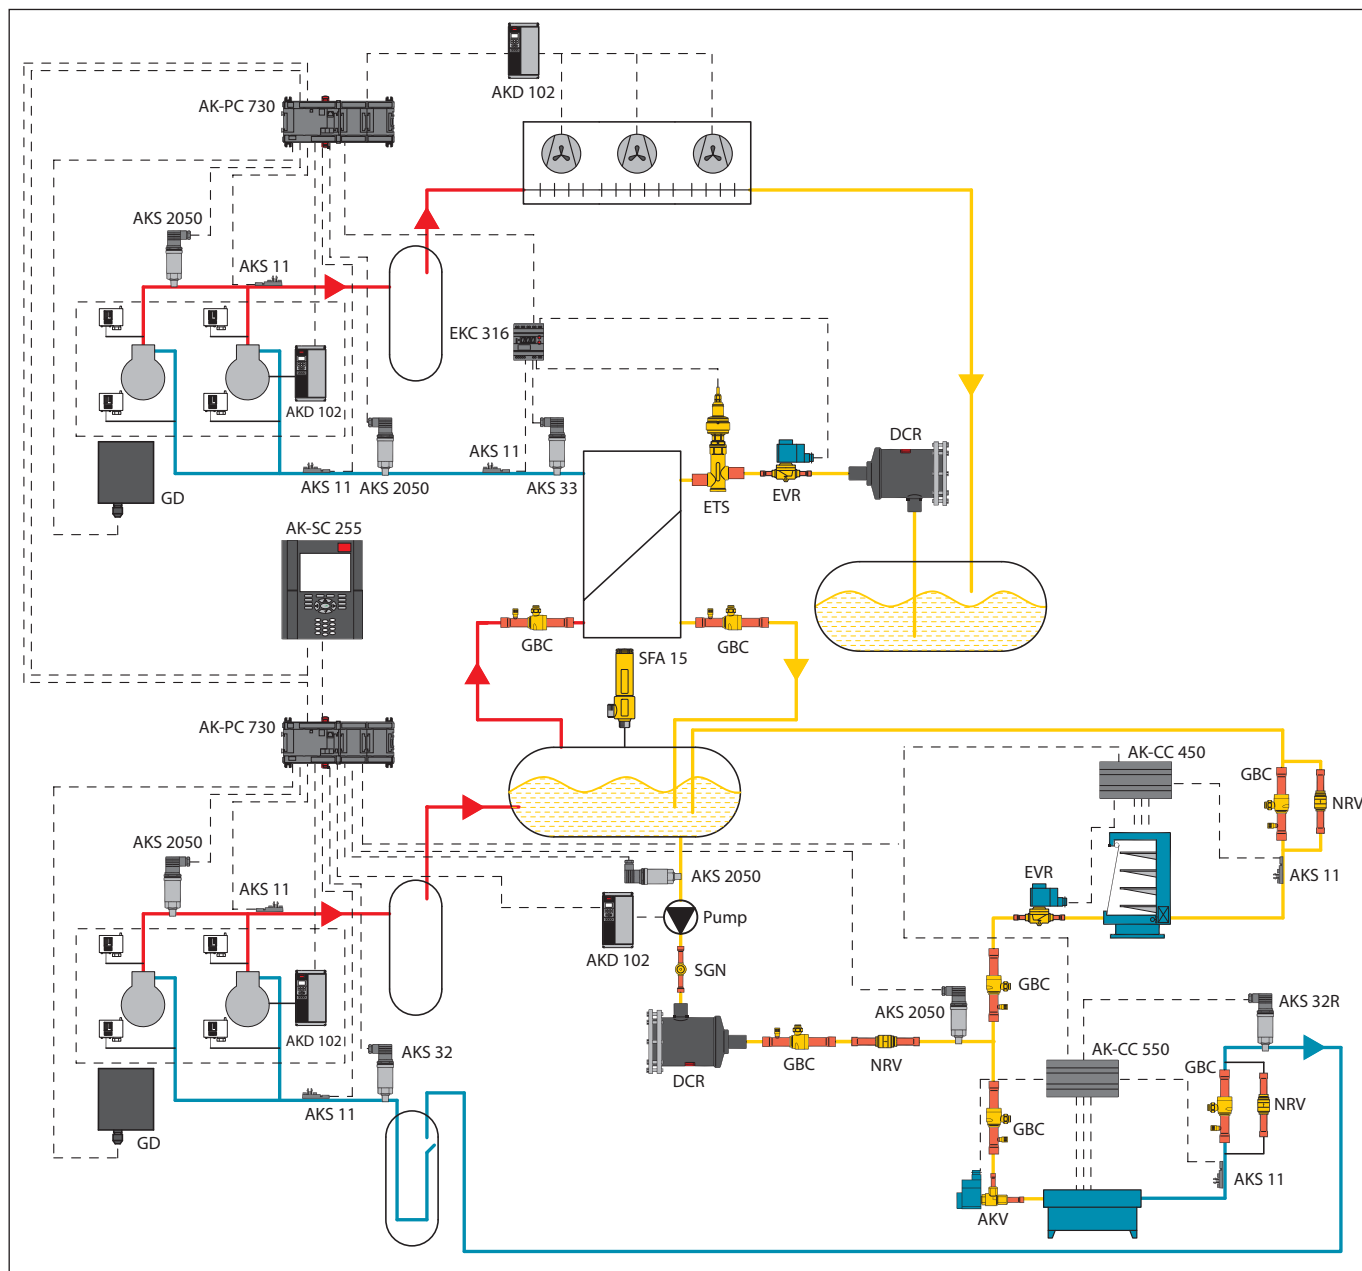 AKD 102
AK-PC 730
AKS 2050
AKS 11
EKC 316
AKD 102
DCR
AKS 11
GD
AKS 11
AKS 2050
AKS 33
ETS
EVR
AK-SC 255
GBC
SFA 15
GBC
AK-PC 730
AK-CC 450
GBC
NRV
AKS 2050
AKS 11
AKS 2050
EVR
AKS 11
Pump
AKD 102
SGN
GBC
AKS 2050
AKS 32R
AKD 102
AKS 32
GBC
NRV
AK-CC 550
GBC
DCR
NRV
AKS 11
GBC
GD
AKS 11
AKV